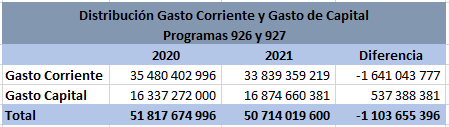 Distribución Gasto Corriente y Gasto de Capital
Programas 926 y 927
2020 2021 Diferencia
Gasto Corriente 35 480 402 996 33 839 359 219 -1 641 043 777
Gasto Capital 16 337 272 000 16 874 660 381 537 388 381
Total 51 817 674 996 50 714 019 600 -1 103 655 396